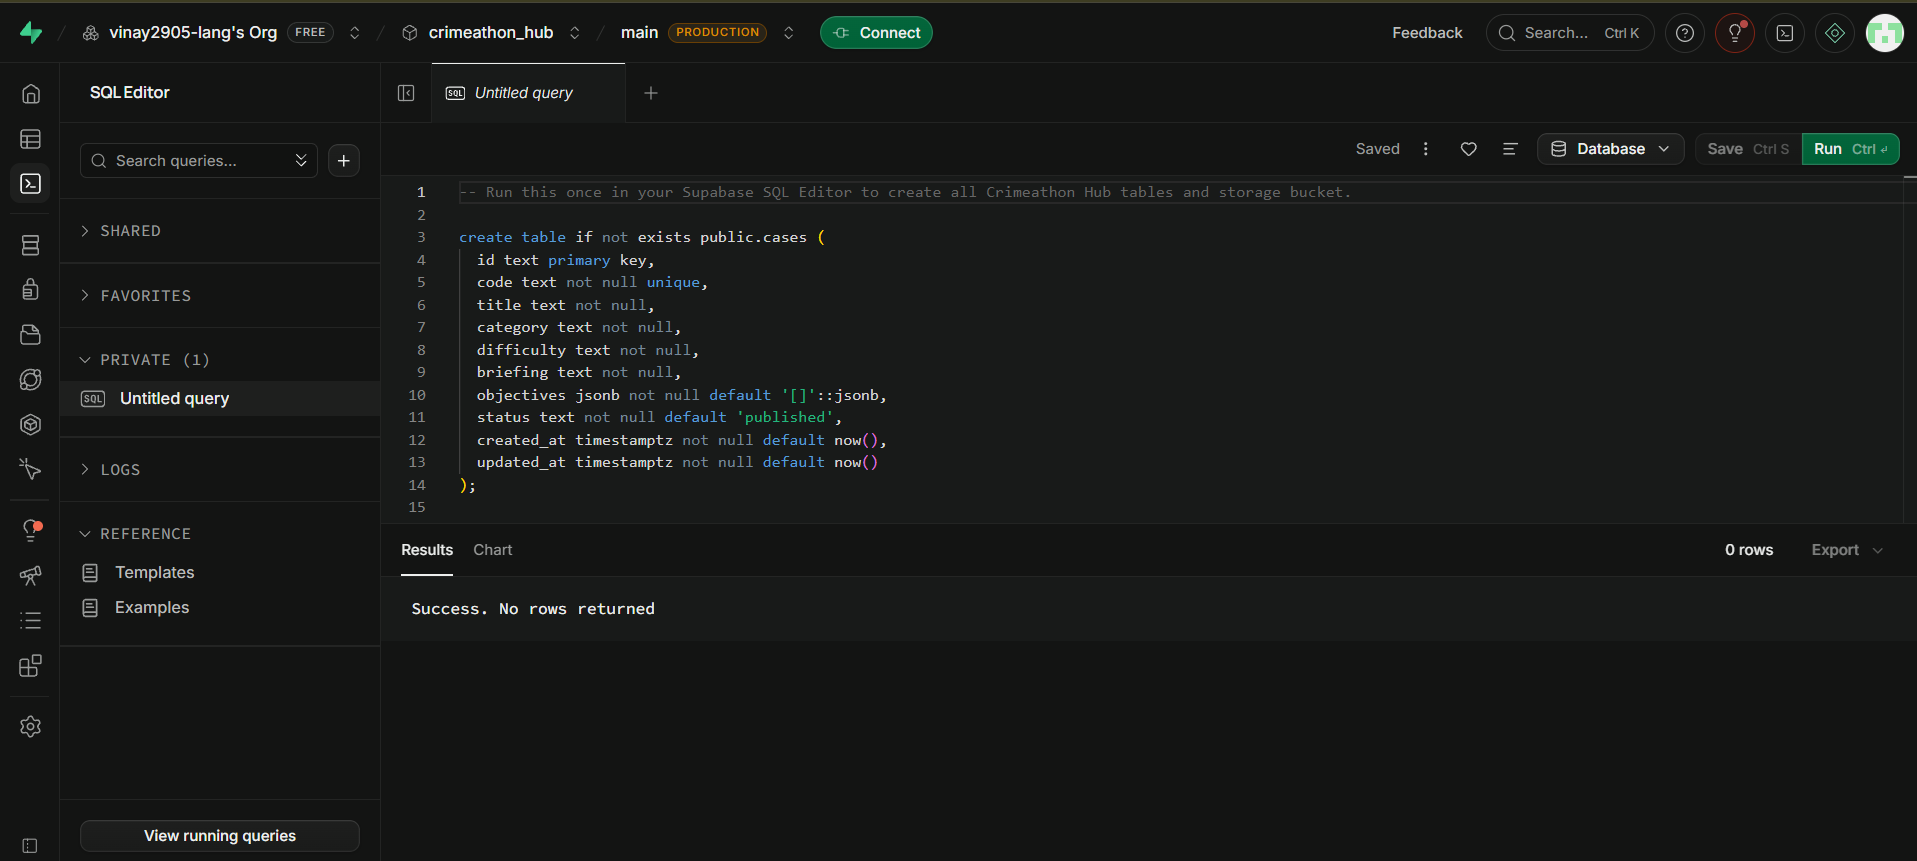 vinay2905-lang's Org FREE / crimeathon_hub / main PRODUCTION Connect Feedback Search... Ctrl K
SQL Editor
SQL Untitled query
Search queries...
Saved Database Save Ctrl S Run Ctrl ↵
SHARED
FAVORITES
PRIVATE (1)
SQL Untitled query
LOGS
REFERENCE
Templates
Examples
View running queries
1 -- Run this once in your Supabase SQL Editor to create all Crimeathon Hub tables and storage bucket.
2
3 create table if not exists public.cases (
4 id text primary key,
5 code text not null unique,
6 title text not null,
7 category text not null,
8 difficulty text not null,
9 briefing text not null,
10 objectives jsonb not null default '[]'::jsonb,
11 status text not null default 'published',
12 created_at timestamptz not null default now(),
13 updated_at timestamptz not null default now()
14 );
15
Results Chart 0 rows Export
Success. No rows returned